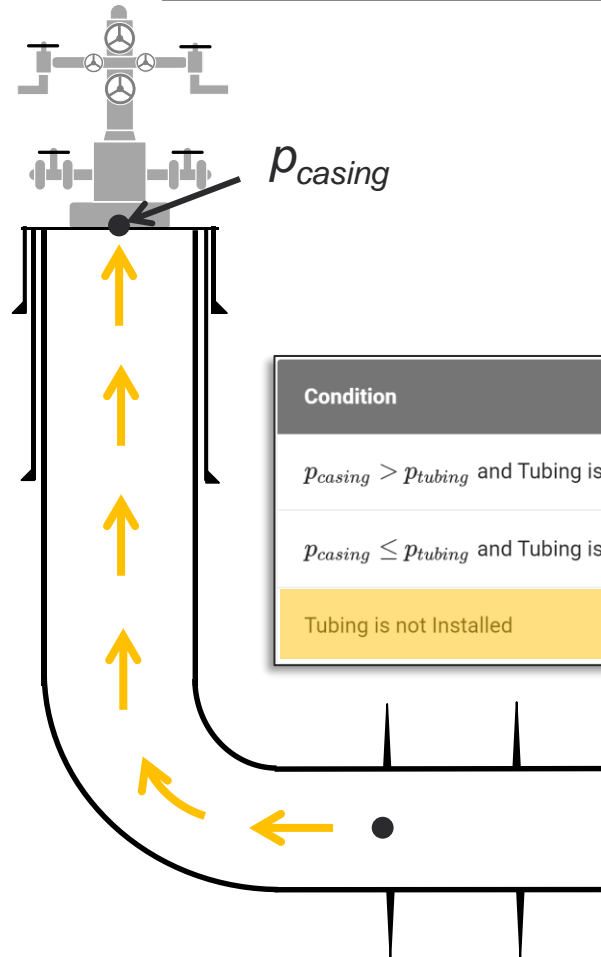 p_casing
Condition
p_casing > p_tubing and Tubing is
p_casing ≤ p_tubing and Tubing is
Tubing is not Installed